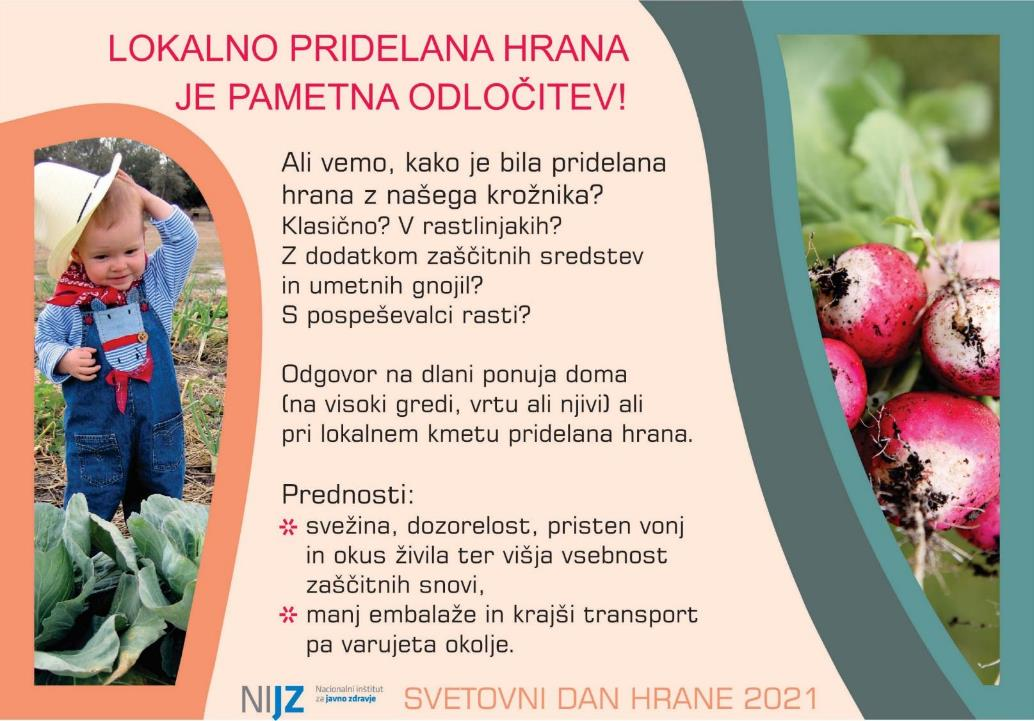 LOKALNO PRIDELANA HRANA
JE PAMETNA ODLOČITEV!
Ali vemo, kako je bila pridelana
hrana z našega krožnika?
Klasično? V rastlinjakih?
Z dodatkom zaščitnih sredstev
in umetnih gnojil?
S pospeševalci rasti?
Odgovor na dlani ponuja doma
(na visoki gredi, vrtu ali njivi) ali
pri lokalnem kmetu pridelana hrana.
Prednosti:
svežina, dozorelost, pristen vonj
in okus živila ter višja vsebnost
zaščitnih snovi,
manj embalaže in krajši transport
pa varujeta okolje.
NIJZ
Nacionalni inštitut
za javno zdravje
SVETOVNI DAN HRANE 2021